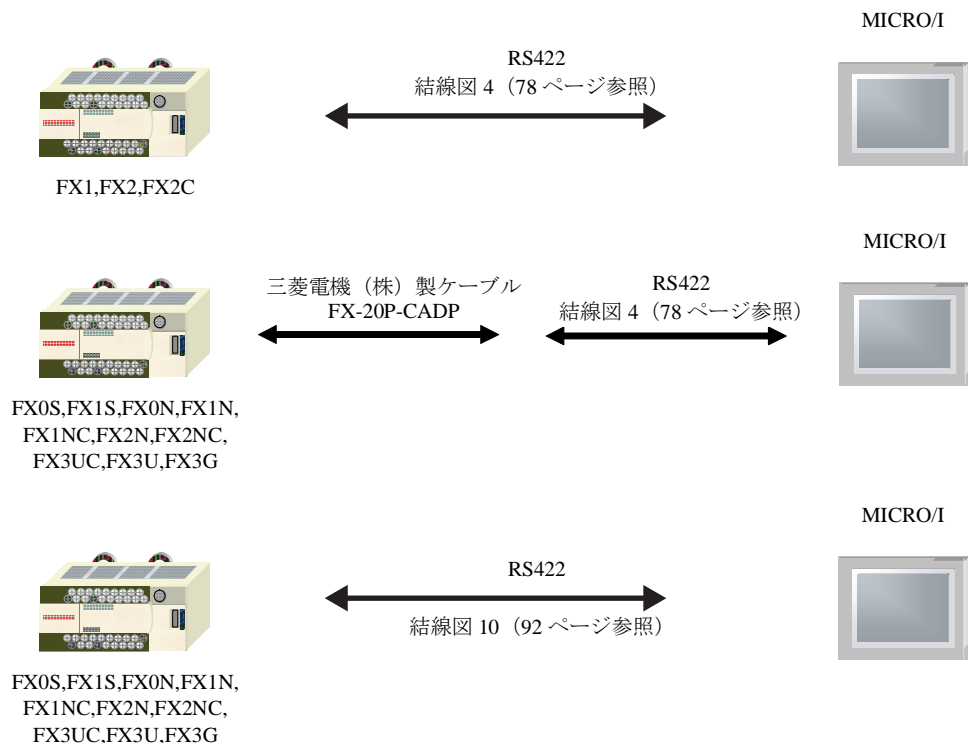 MICRO/I
RS422
結線図 4（78 ページ参照）
FX1,FX2,FX2C
MICRO/I
三菱電機（株）製ケーブル
FX-20P-CADP
RS422
結線図 4（78 ページ参照）
FX0S,FX1S,FX0N,FX1N,
FX1NC,FX2N,FX2NC,
FX3UC,FX3U,FX3G
MICRO/I
RS422
結線図 10（92 ページ参照）
FX0S,FX1S,FX0N,FX1N,
FX1NC,FX2N,FX2NC,
FX3UC,FX3U,FX3G